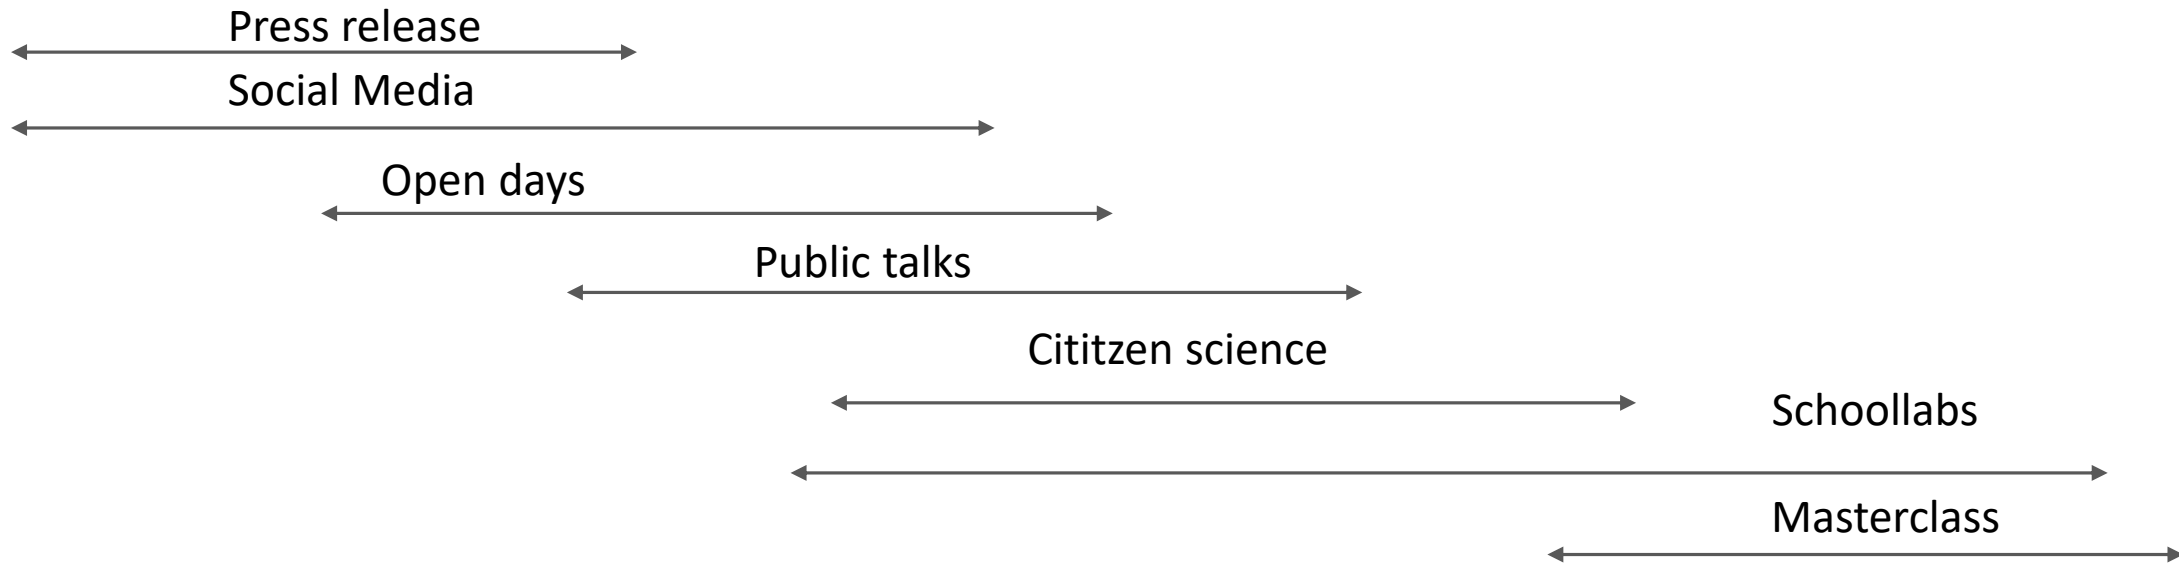 Press release
Social Media
Open days
Public talks
Cititzen science
Schoollabs
Masterclass